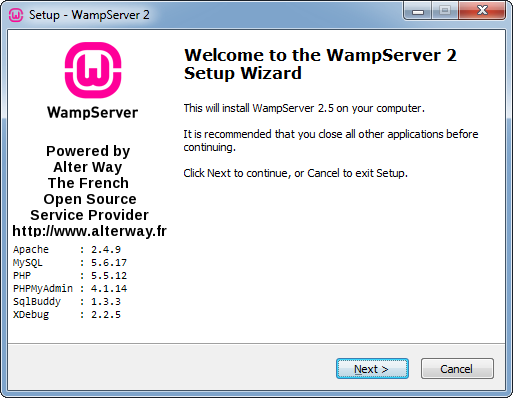 Setup - WampServer 2
WampServer
Powered by
Alter Way
The French
Open Source
Service Provider
http://www.alterway.fr
Apache : 2.4.9
MySQL : 5.6.17
PHP : 5.5.12
PHPMyAdmin : 4.1.14
SqlBuddy : 1.3.3
XDebug : 2.2.5
Welcome to the WampServer 2
Setup Wizard
This will install WampServer 2.5 on your computer.
It is recommended that you close all other applications before
continuing.
Click Next to continue, or Cancel to exit Setup.
Next >
Cancel